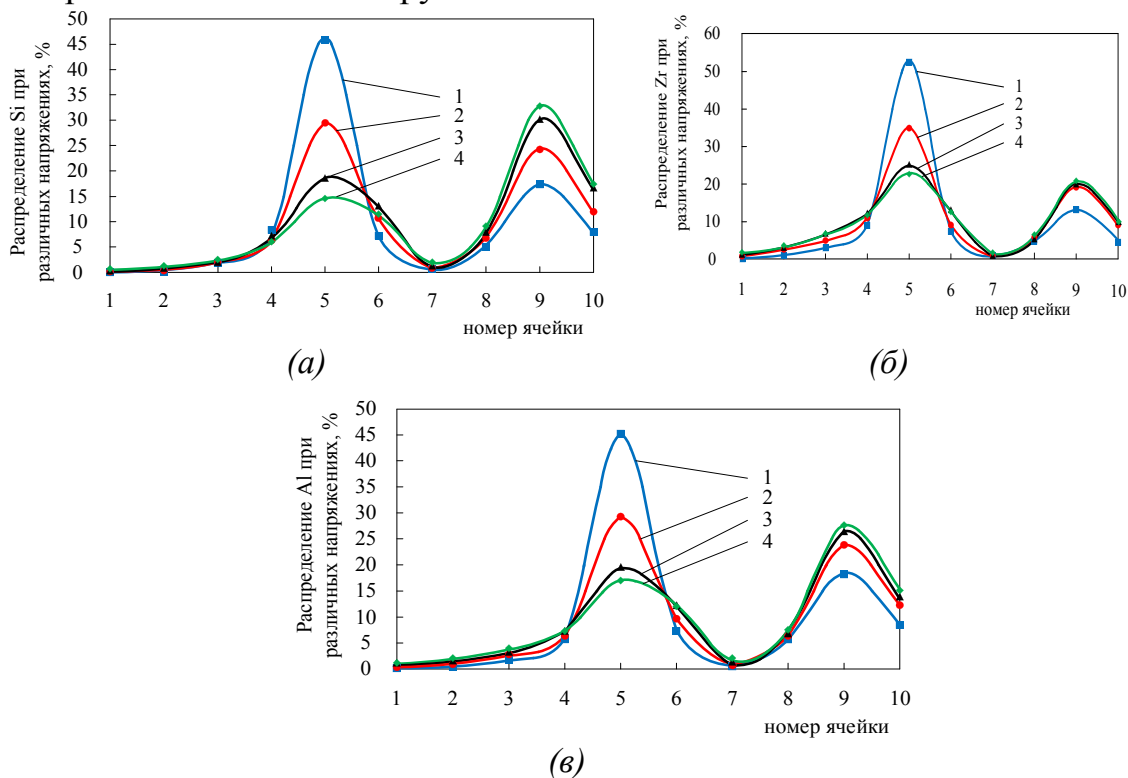 Распределение Si при
различных напряжениях, %
50
45
40
35
30
25
20
15
10
5
0
1 2 3 4 5 6 7 8 9 10
номер ячейки
1
2
3
4
(а)
Распределение Zr при
различных напряжениях, %
60
50
40
30
20
10
0
1 2 3 4 5 6 7 8 9 10
номер ячейки
1
2
3
4
(б)
Распределение Al при
различных напряжениях, %
50
45
40
35
30
25
20
15
10
5
0
1 2 3 4 5 6 7 8 9 10
номер ячейки
1
2
3
4
(в)